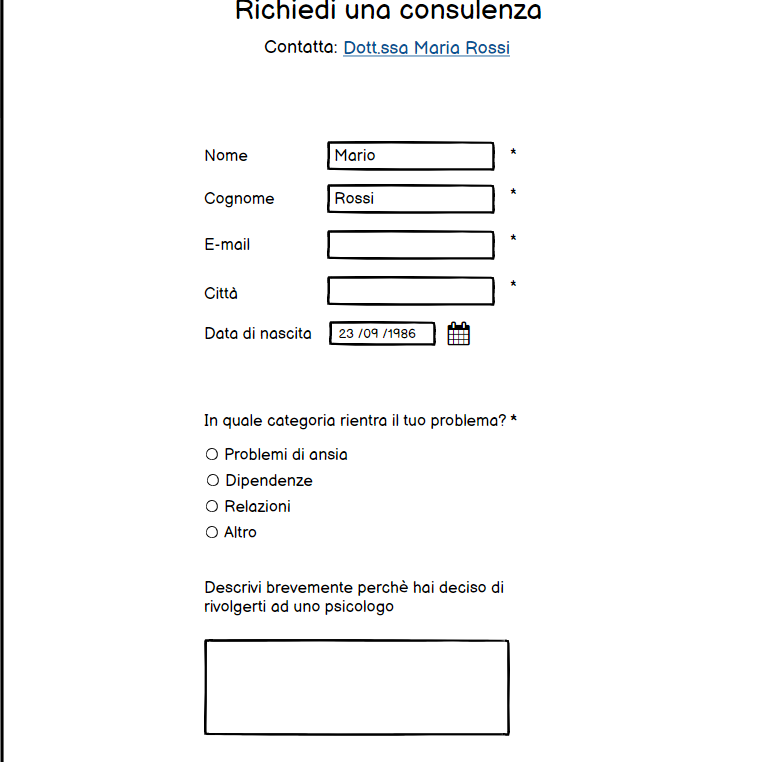 Richiedi una consulenza
Contatta: Dott.ssa Maria Rossi
Nome Mario *
Cognome Rossi *
E-mail *
Città *
Data di nascita 23 /09 /1986
In quale categoria rientra il tuo problema? *
Problemi di ansia
Dipendenze
Relazioni
Altro
Descrivi brevemente perchè hai deciso di
rivolgerti ad uno psicologo